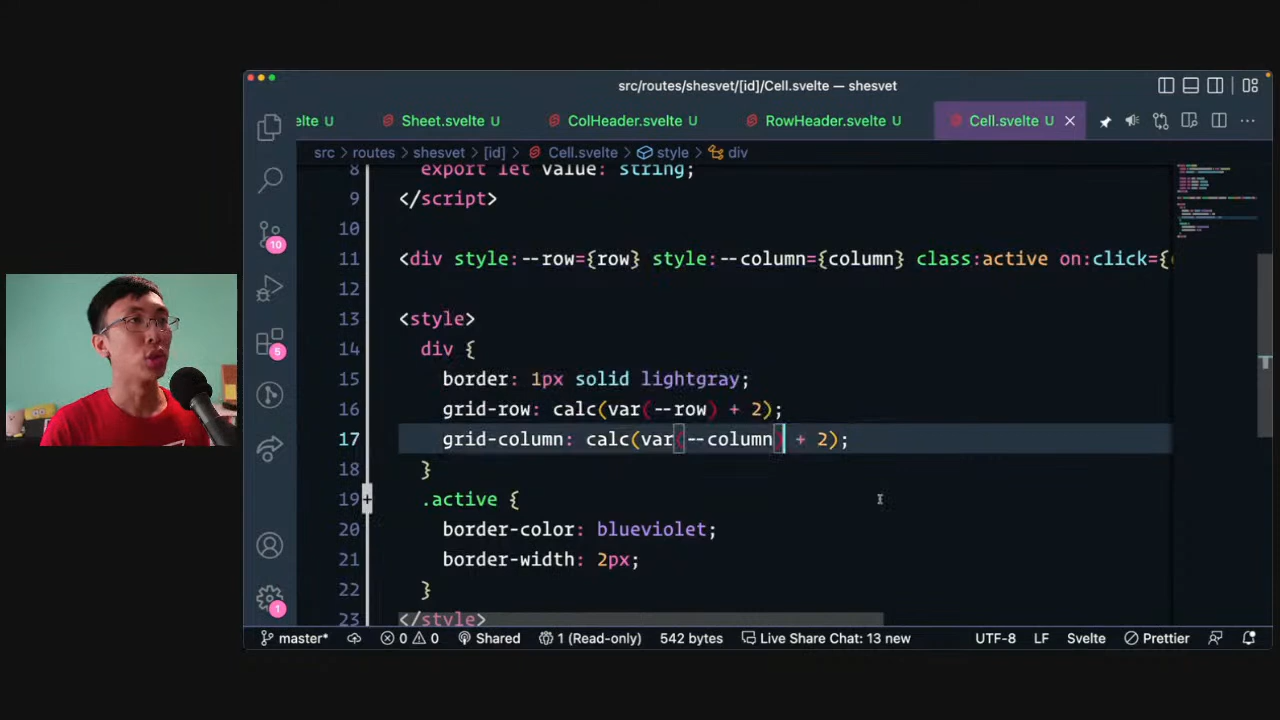 src/routes/shesvet/[id]/Cell.svelte — shesvet
elte U
Sheet.svelte U
ColHeader.svelte U
RowHeader.svelte U
Cell.svelte U
src > routes > shesvet > [id] > Cell.svelte > style > div
8 export let value: string;
9 </script>
10
11 <div style:--row={row} style:--column={column} class:active on:click={
12
13 <style>
14 div {
15 border: 1px solid lightgray;
16 grid-row: calc(var(--row) + 2);
17 grid-column: calc(var(--column) + 2);
18 }
19 .active {
20 border-color: blueviolet;
21 border-width: 2px;
22 }
23 </style>
10
5
1
master* 0 0 Shared 1 (Read-only) 542 bytes Live Share Chat: 13 new UTF-8 LF Svelte Prettier